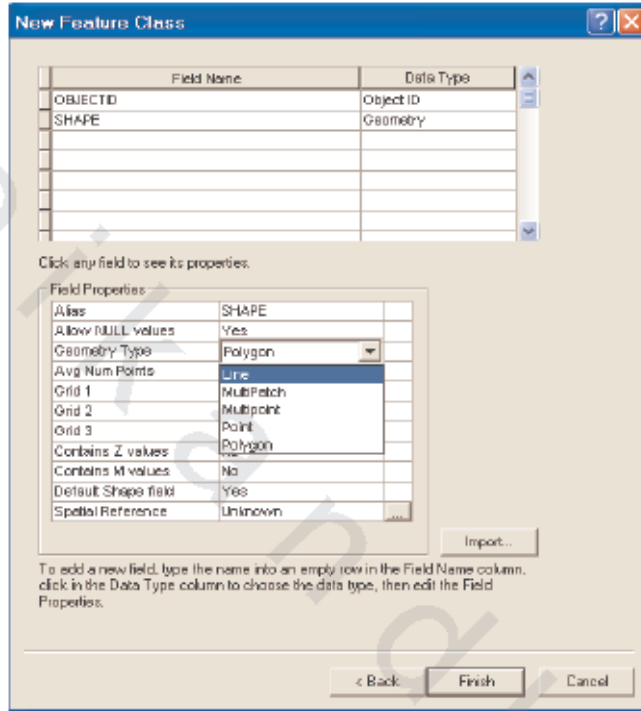 New Feature Class
Field Name Data Type
OBJECTID Object ID
SHAPE Geometry
Click any field to see its properties.
Field Properties
Alias SHAPE
Allow NULL values Yes
Geometry Type Polygon
Avg Num Points Line
Grid 1 MultiPatch
Grid 2 Multipoint
Grid 3 Point
Polygon
Contains Z values No
Contains M values No
Default Shape field Yes
Spatial Reference Unknown ...
Import...
To add a new field, type the name into an empty row in the Field Name column,
click in the Data Type column to choose the data type, then edit the Field
Properties.
< Back Finish Cancel